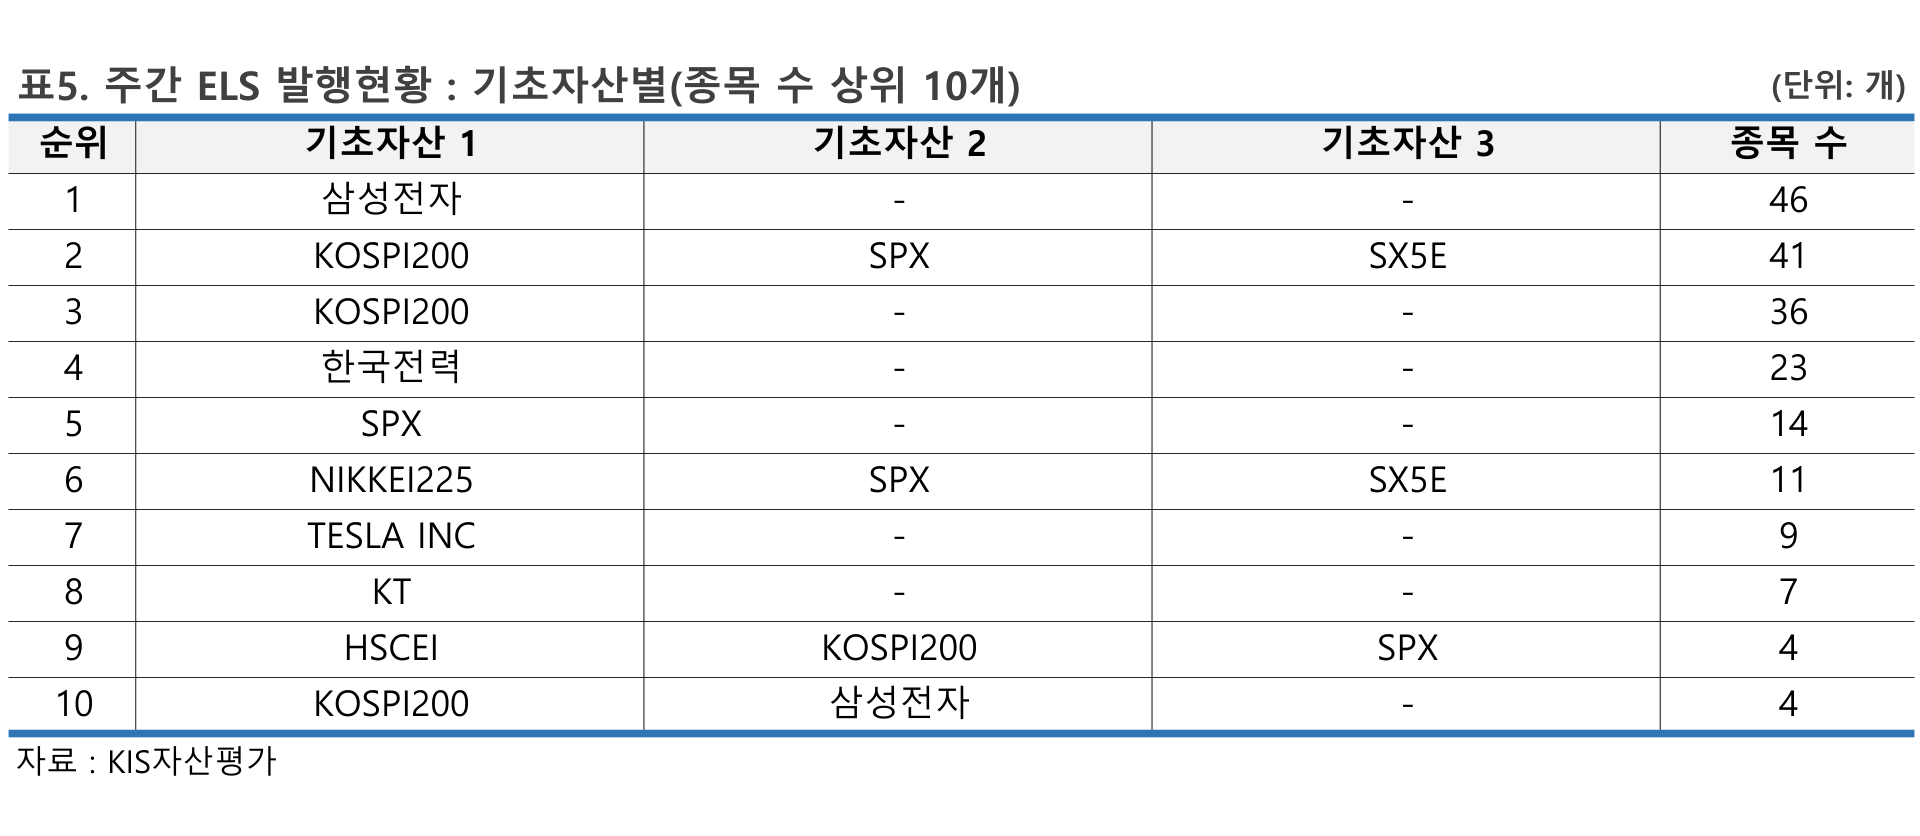 표5. 주간 ELS 발행현황 : 기초자산별(종목 수 상위 10개) (단위: 개)
순위 기초자산 1 기초자산 2 기초자산 3 종목 수
1 삼성전자 - - 46
2 KOSPI200 SPX SX5E 41
3 KOSPI200 - - 36
4 한국전력 - - 23
5 SPX - - 14
6 NIKKEI225 SPX SX5E 11
7 TESLA INC - - 9
8 KT - - 7
9 HSCEI KOSPI200 SPX 4
10 KOSPI200 삼성전자 - 4
자료 : KIS자산평가